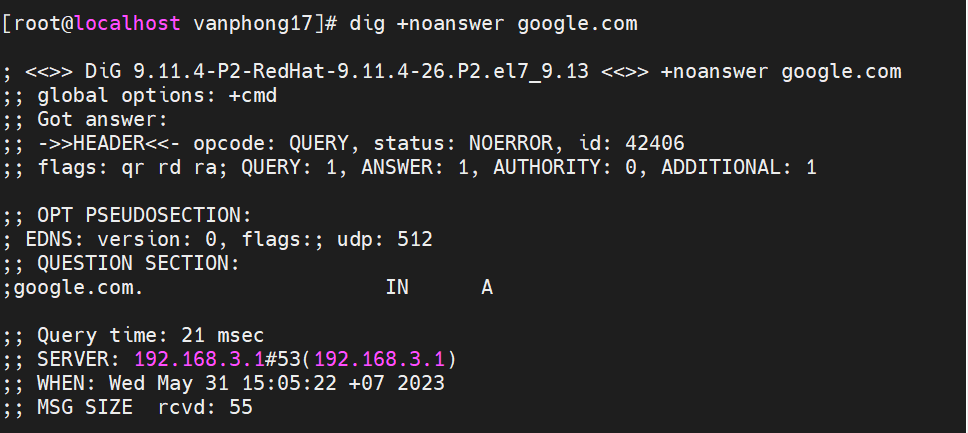 [root@localhost vanphong17]# dig +noanswer google.com
; <<>> DiG 9.11.4-P2-RedHat-9.11.4-26.P2.el7_9.13 <<>> +noanswer google.com
;; global options: +cmd
;; Got answer:
;; ->>HEADER<<- opcode: QUERY, status: NOERROR, id: 42406
;; flags: qr rd ra; QUERY: 1, ANSWER: 1, AUTHORITY: 0, ADDITIONAL: 1
;; OPT PSEUDOSECTION:
; EDNS: version: 0, flags:; udp: 512
;; QUESTION SECTION:
;google.com. IN A
;; Query time: 21 msec
;; SERVER: 192.168.3.1#53(192.168.3.1)
;; WHEN: Wed May 31 15:05:22 +07 2023
;; MSG SIZE rcvd: 55